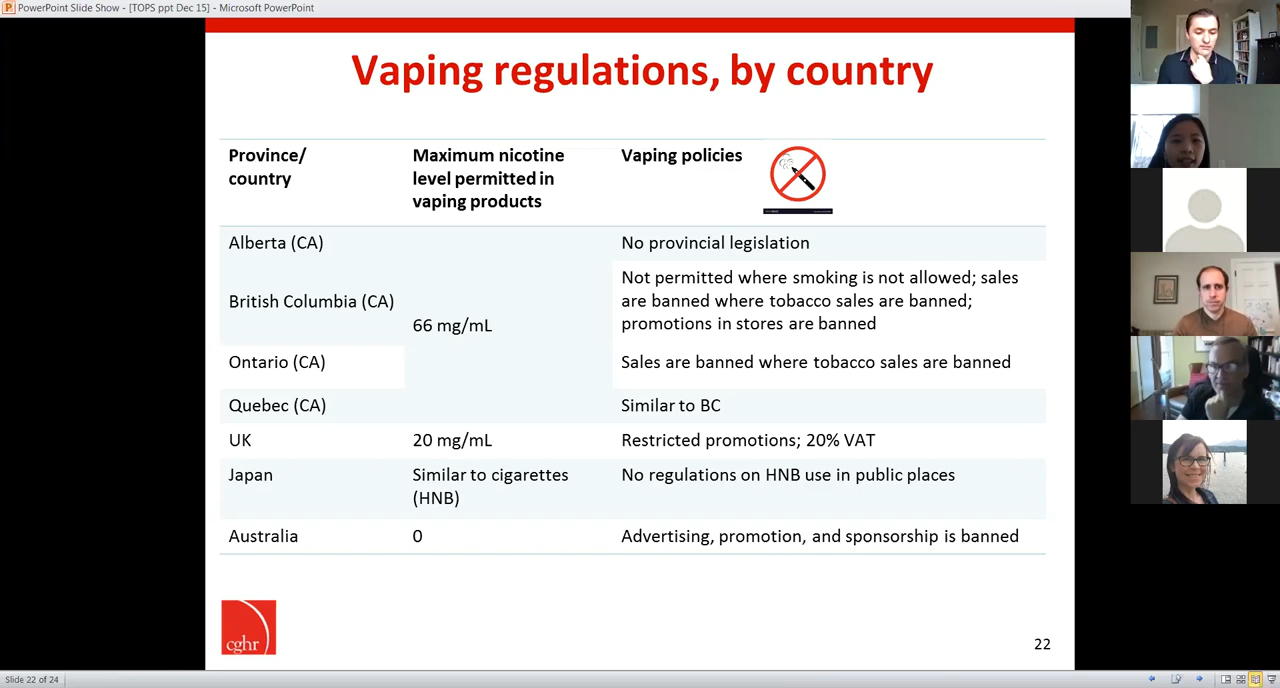 PowerPoint Slide Show - [TOPS ppt Dec 15] - Microsoft PowerPoint
Vaping regulations, by country
Province/
country
Maximum nicotine
level permitted in
vaping products
Vaping policies
Alberta (CA)
No provincial legislation
British Columbia (CA)
66 mg/mL
Not permitted where smoking is not allowed; sales
are banned where tobacco sales are banned;
promotions in stores are banned
Ontario (CA)
Sales are banned where tobacco sales are banned
Quebec (CA)
Similar to BC
UK
20 mg/mL
Restricted promotions; 20% VAT
Japan
Similar to cigarettes
(HNB)
No regulations on HNB use in public places
Australia
0
Advertising, promotion, and sponsorship is banned
cghr
22
Slide 22 of 24